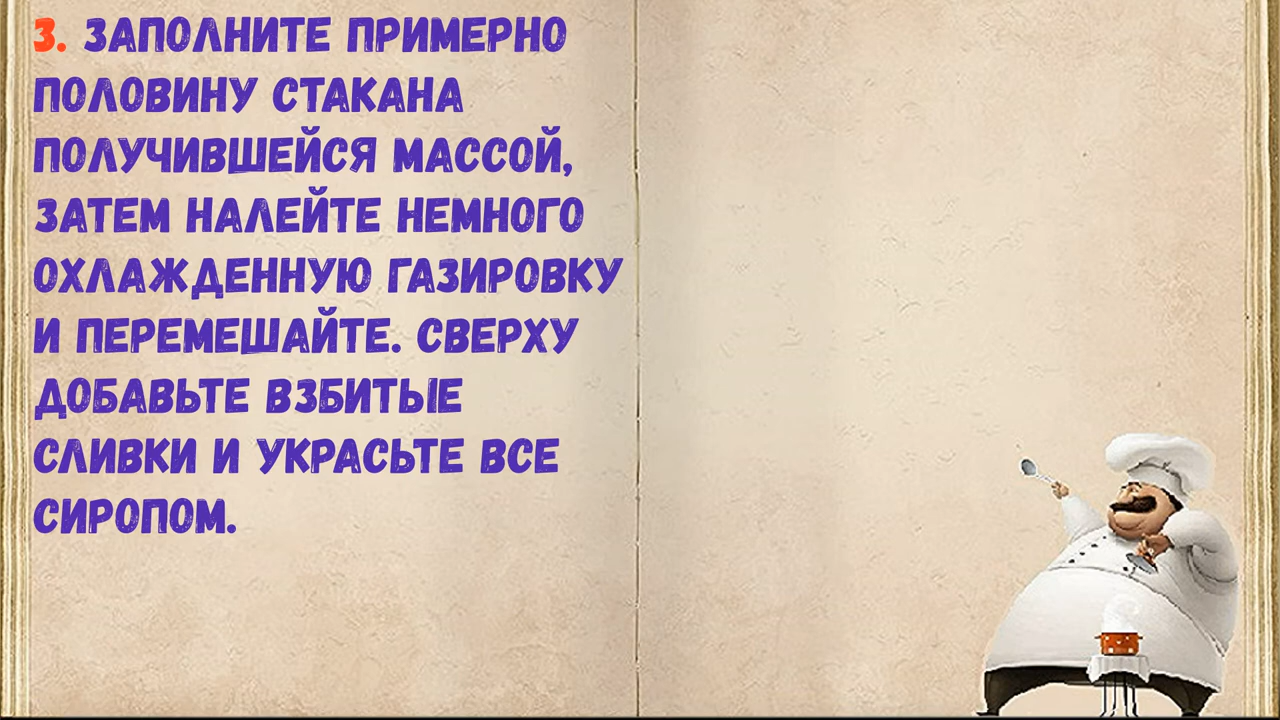 3. ЗАПОЛНИТЕ ПРИМЕРНО
ПОЛОВИНУ СТАКАНА
ПОЛУЧИВШЕЙСЯ МАССОЙ,
ЗАТЕМ НАЛЕЙТЕ НЕМНОГО
ОХЛАЖДЕННУЮ ГАЗИРОВКУ
И ПЕРЕМЕШАЙТЕ. СВЕРХУ
ДОБАВЬТЕ ВЗБИТЫЕ
СЛИВКИ И УКРАСЬТЕ ВСЕ
СИРОПОМ.